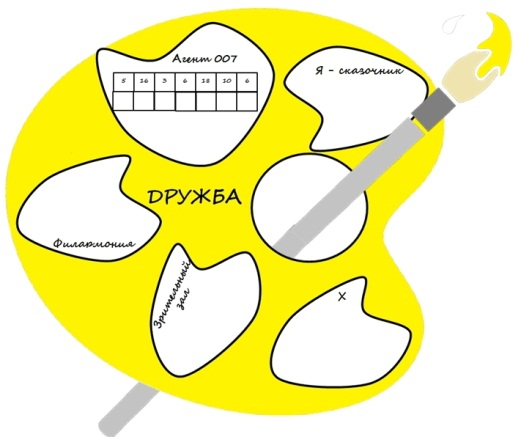 Агент 007
5 16 3 6 18 10 6
Я - сказочник
ДРУЖБА
Филармония
Зрительный
зал
Х